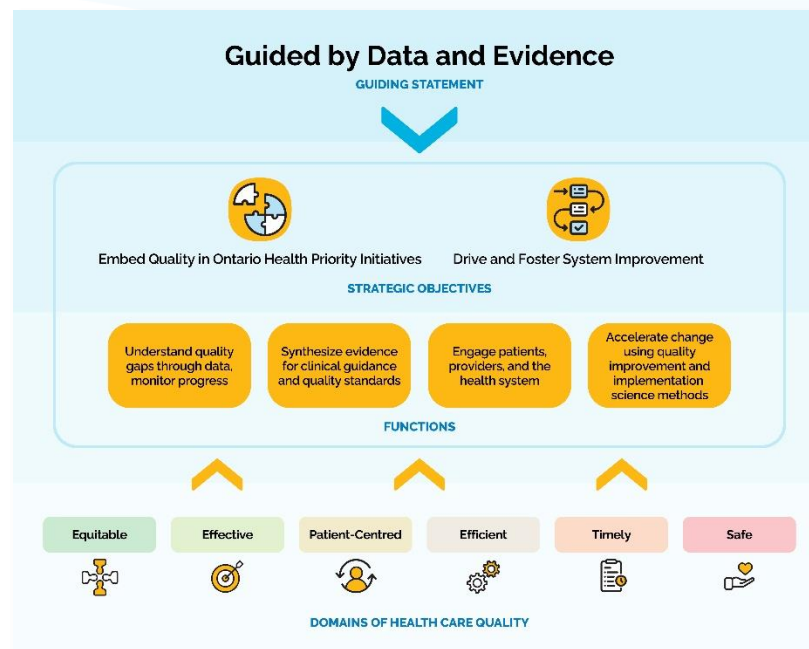 Guided by Data and Evidence
GUIDING STATEMENT
Embed Quality in Ontario Health Priority Initiatives
Drive and Foster System Improvement
STRATEGIC OBJECTIVES
Understand quality
gaps through data,
monitor progress
Synthesize evidence
for clinical guidance
and quality standards
Engage patients,
providers, and the
health system
Accelerate change
using quality
improvement and
implementation
science methods
FUNCTIONS
Equitable
Effective
Patient-Centred
Efficient
Timely
Safe
DOMAINS OF HEALTH CARE QUALITY